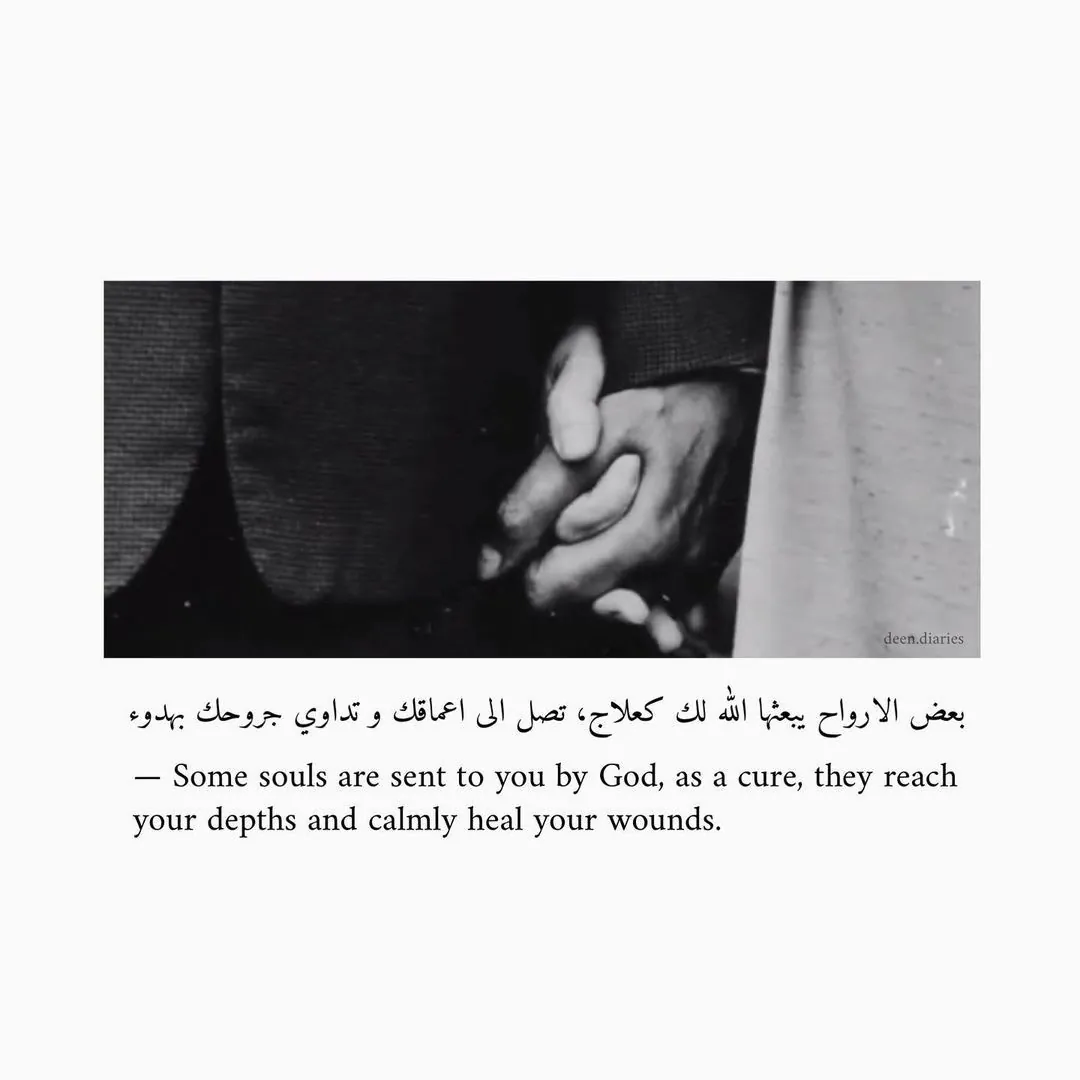 deen.diaries
بعض الارواح يبعثها الله لك كعلاج، تصل الى اعماقك و تداوي جروحك بهدوء
— Some souls are sent to you by God, as a cure, they reach
your depths and calmly heal your wounds.